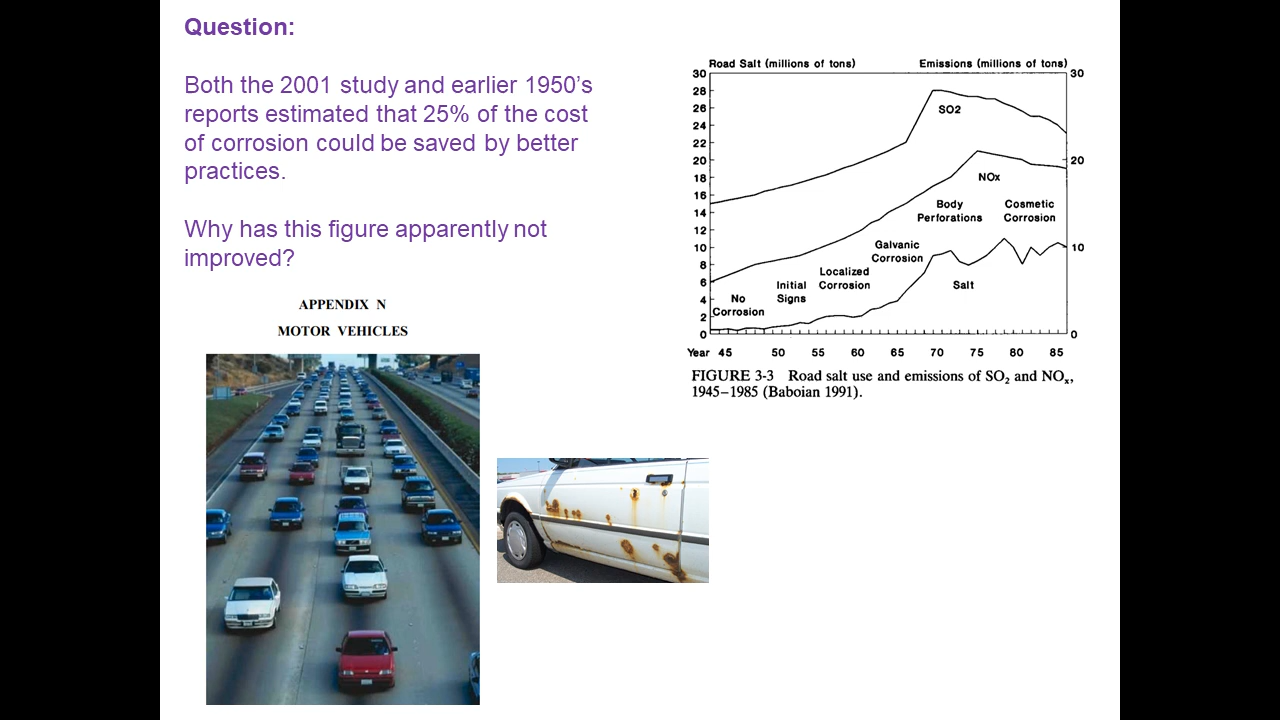 Question:
Both the 2001 study and earlier 1950’s
reports estimated that 25% of the cost
of corrosion could be saved by better
practices.
Why has this figure apparently not
improved?
APPENDIX N
MOTOR VEHICLES
Road Salt (millions of tons)
Emissions (millions of tons)
30
28
26
24
22
20
18
16
14
12
10
8
6
4
2
0
30
20
10
0
SO2
NOx
Body
Perforations
Cosmetic
Corrosion
Galvanic
Corrosion
Localized
Corrosion
Initial
Signs
No
Corrosion
Salt
Year 45 50 55 60 65 70 75 80 85
FIGURE 3-3 Road salt use and emissions of SO₂ and NOₓ,
1945–1985 (Baboian 1991).